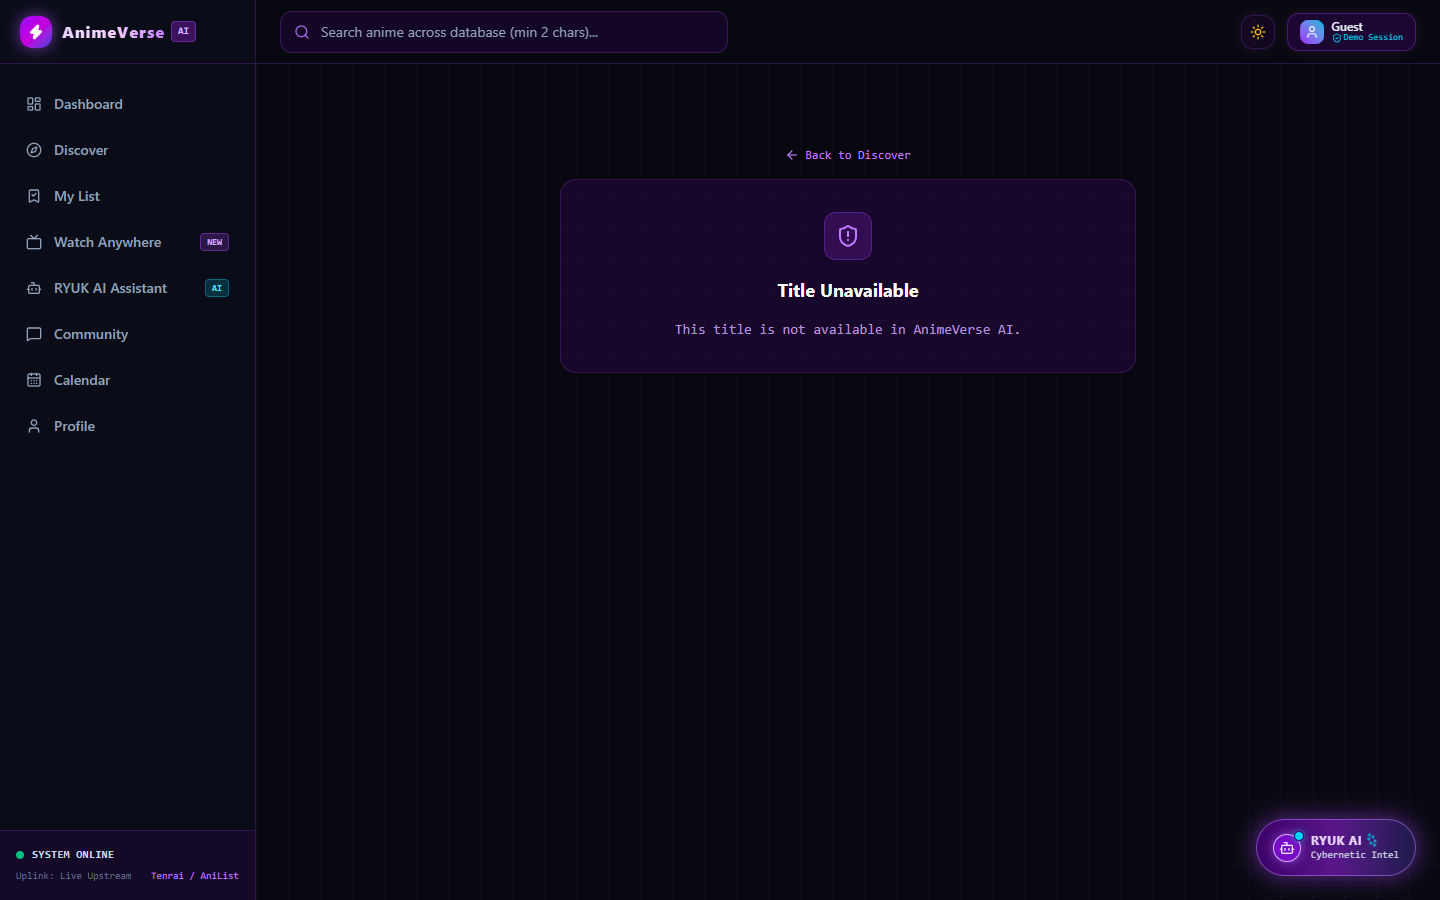 AnimeVerse AI
Search anime across database (min 2 chars)...
Guest
Demo Session
Dashboard
Discover
My List
Watch Anywhere NEW
RYUK AI Assistant AI
Community
Calendar
Profile
Back to Discover
Title Unavailable
This title is not available in AnimeVerse AI.
SYSTEM ONLINE
Uplink: Live Upstream Tenrai / AniList
RYUK AI
Cybernetic Intel